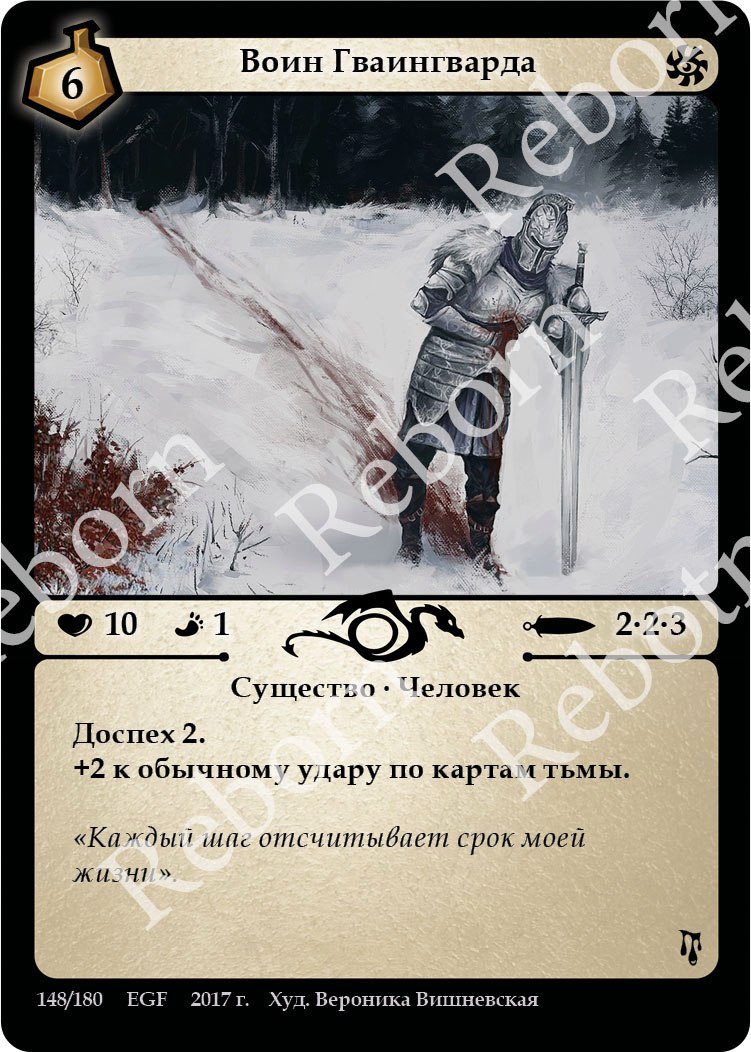 6
Воин Гваингварда
10
1
2·2·3
Существо · Человек
Доспех 2.
+2 к обычному удару по картам тьмы.
«Каждый шаг отсчитывает срок моей
жизни».
148/180 EGF 2017 г. Худ. Вероника Вишневская
Reborn
Reborn
Reborn
Reborn
Reborn
Reborn